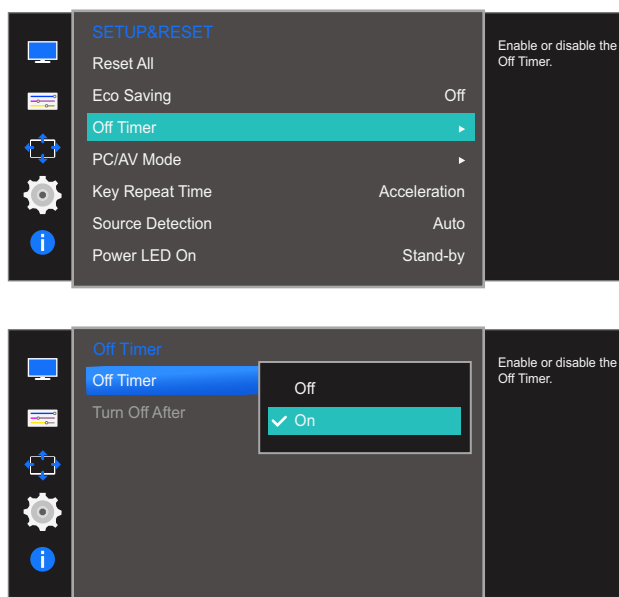 SETUP&RESET
Reset All
Eco Saving Off
Off Timer
PC/AV Mode
Key Repeat Time Acceleration
Source Detection Auto
Power LED On Stand-by
Enable or disable the
Off Timer.
Off Timer
Off Timer Off
Turn Off After On
Enable or disable the
Off Timer.